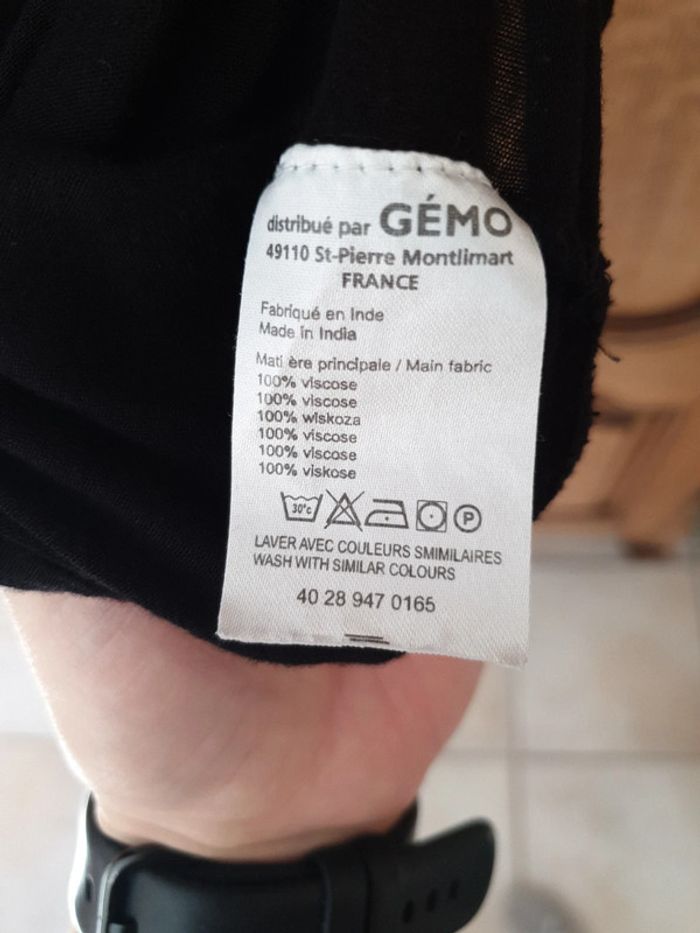 distribué par GÉMO
49110 St-Pierre Montlimart
FRANCE
Fabriqué en Inde
Made in India
Mati ère principale / Main fabric
100% viscose
100% viscose
100% wiskoza
100% viscose
100% viscose
100% viskose
30°c P
LAVER AVEC COULEURS SMIMILAIRES
WASH WITH SIMILAR COLOURS
40 28 947 0165